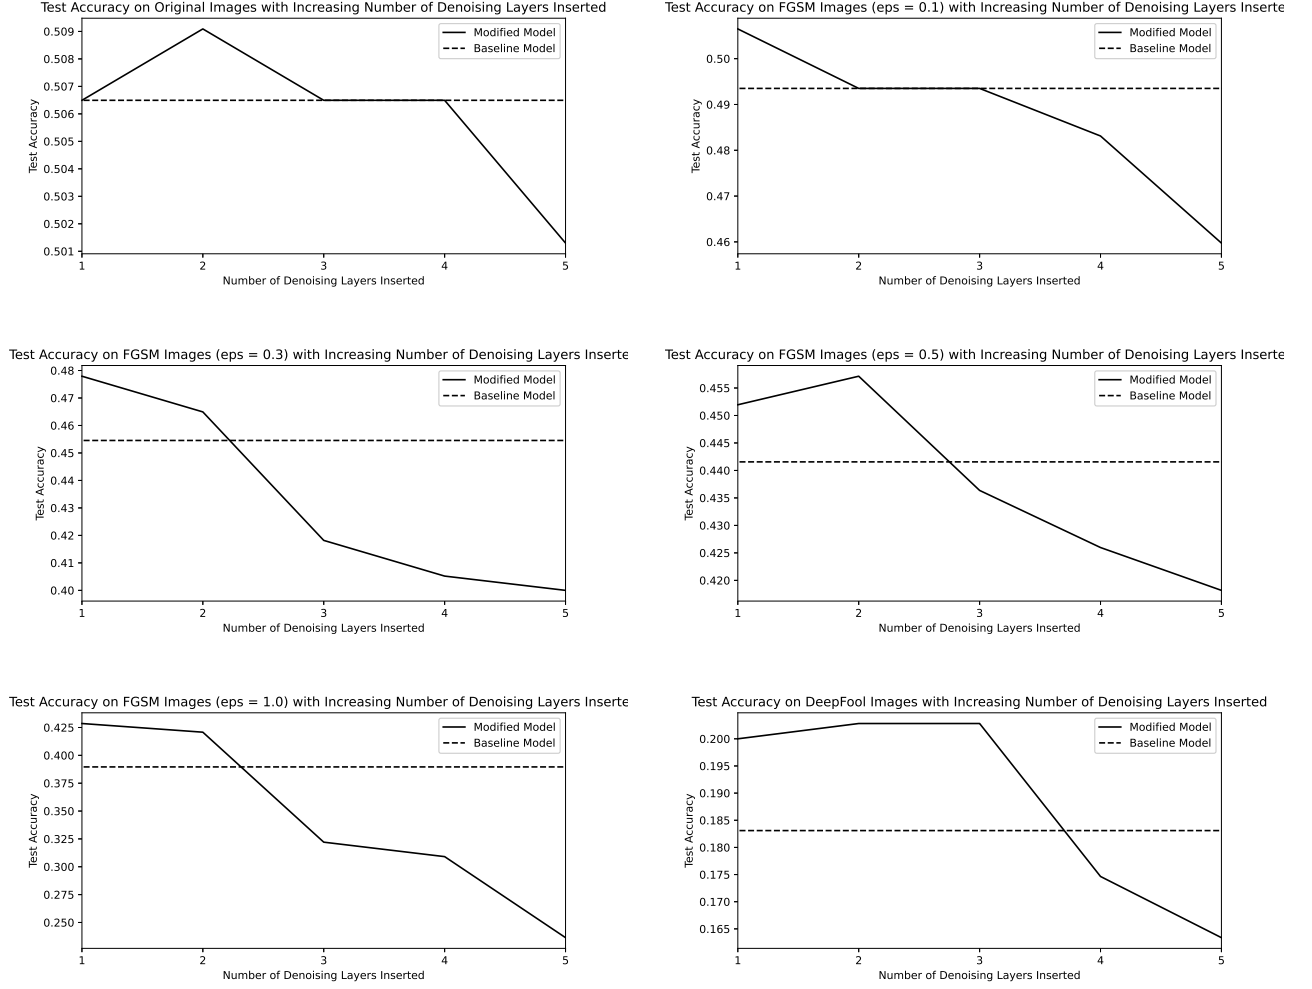 Test Accuracy on Original Images with Increasing Number of Denoising Layers Inserted
Test Accuracy
0.509
0.508
0.507
0.506
0.505
0.504
0.503
0.502
0.501
Modified Model
Baseline Model
1 2 3 4 5
Number of Denoising Layers Inserted
Test Accuracy on FGSM Images (eps = 0.1) with Increasing Number of Denoising Layers Inserte
Test Accuracy
0.50
0.49
0.48
0.47
0.46
Modified Model
Baseline Model
1 2 3 4 5
Number of Denoising Layers Inserted
Test Accuracy on FGSM Images (eps = 0.3) with Increasing Number of Denoising Layers Inserte
Test Accuracy
0.48
0.47
0.46
0.45
0.44
0.43
0.42
0.41
0.40
Modified Model
Baseline Model
1 2 3 4 5
Number of Denoising Layers Inserted
Test Accuracy on FGSM Images (eps = 0.5) with Increasing Number of Denoising Layers Inserte
Test Accuracy
0.455
0.450
0.445
0.440
0.435
0.430
0.425
0.420
Modified Model
Baseline Model
1 2 3 4 5
Number of Denoising Layers Inserted
Test Accuracy on FGSM Images (eps = 1.0) with Increasing Number of Denoising Layers Inserte
Test Accuracy
0.425
0.400
0.375
0.350
0.325
0.300
0.275
0.250
Modified Model
Baseline Model
1 2 3 4 5
Number of Denoising Layers Inserted
Test Accuracy on DeepFool Images with Increasing Number of Denoising Layers Inserted
Test Accuracy
0.200
0.195
0.190
0.185
0.180
0.175
0.170
0.165
Modified Model
Baseline Model
1 2 3 4 5
Number of Denoising Layers Inserted